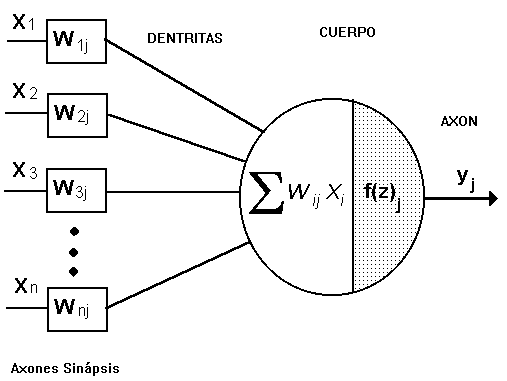 X1
W1j
DENTRITAS
CUERPO
X2
W2j
AXON
X3
W3j
∑ Wij Xi
f(z)j
yj
Xn
Wnj
Axones Sinápsis